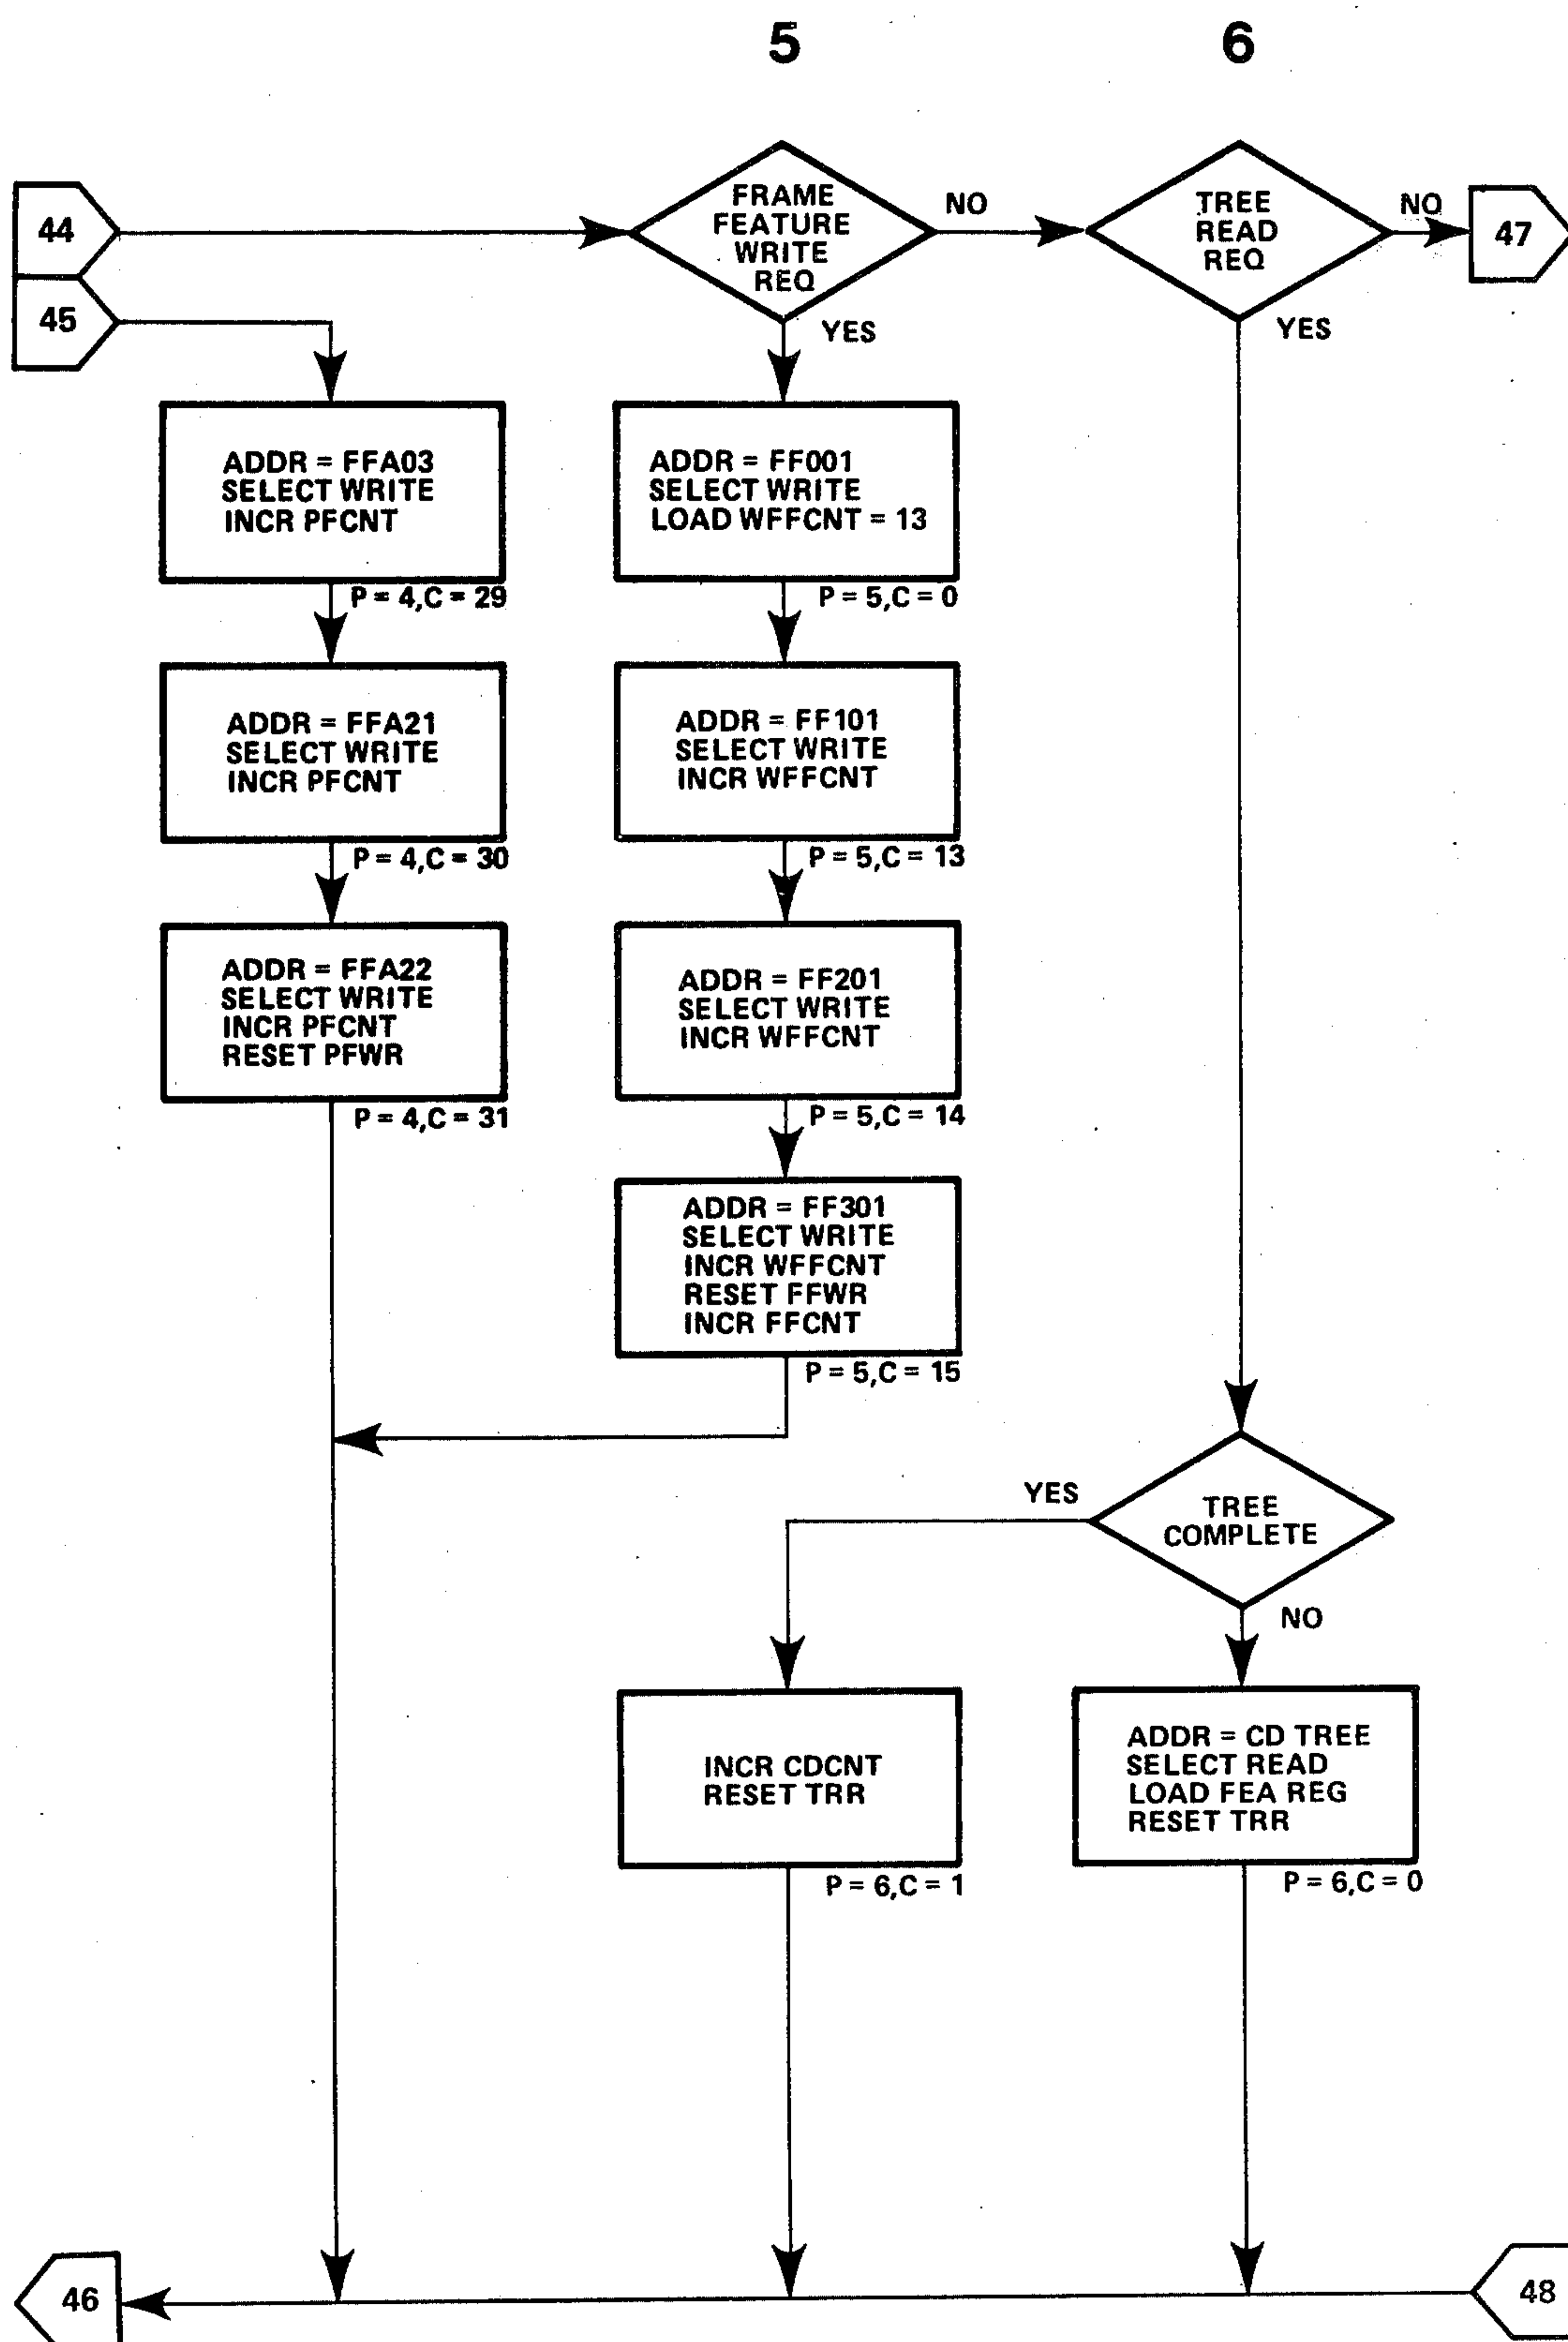 5
6
44
45
FRAME
FEATURE
WRITE
REQ
NO
YES
TREE
READ
REQ
NO
YES
47
ADDR = FFA03
SELECT WRITE
INCR PFCNT
P = 4,C = 29
ADDR = FFA21
SELECT WRITE
INCR PFCNT
P = 4,C = 30
ADDR = FFA22
SELECT WRITE
INCR PFCNT
RESET PFWR
P = 4,C = 31
ADDR = FF001
SELECT WRITE
LOAD WFFCNT = 13
P = 5,C = 0
ADDR = FF101
SELECT WRITE
INCR WFFCNT
P = 5,C = 13
ADDR = FF201
SELECT WRITE
INCR WFFCNT
P = 5,C = 14
ADDR = FF301
SELECT WRITE
INCR WFFCNT
RESET FFWR
INCR FFCNT
P = 5,C = 15
TREE
COMPLETE
YES
NO
INCR CDCNT
RESET TRR
P = 6,C = 1
ADDR = CD TREE
SELECT READ
LOAD FEA REG
RESET TRR
P = 6,C = 0
46
48